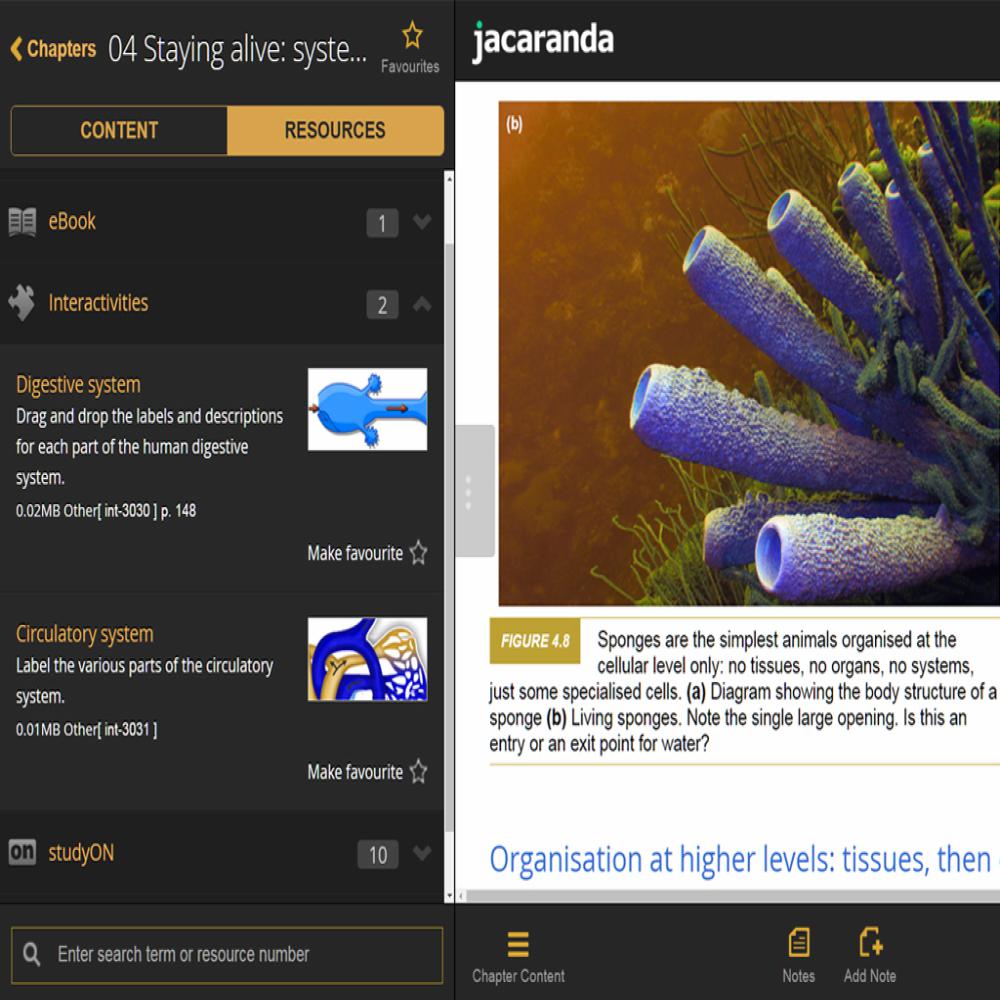 Chapters 04 Staying alive: syste...
Favourites
CONTENT RESOURCES
eBook 1
Interactivities 2
Digestive system
Drag and drop the labels and descriptions
for each part of the human digestive
system.
0.02MB Other[ int-3030 ] p. 148
Make favourite
Circulatory system
Label the various parts of the circulatory
system.
0.01MB Other[ int-3031 ]
Make favourite
on studyON 10
Enter search term or resource number
jacaranda
(b)
FIGURE 4.8 Sponges are the simplest animals organised at the
cellular level only: no tissues, no organs, no systems,
just some specialised cells. (a) Diagram showing the body structure of a
sponge (b) Living sponges. Note the single large opening. Is this an
entry or an exit point for water?
Organisation at higher levels: tissues, then
Chapter Content Notes Add Note